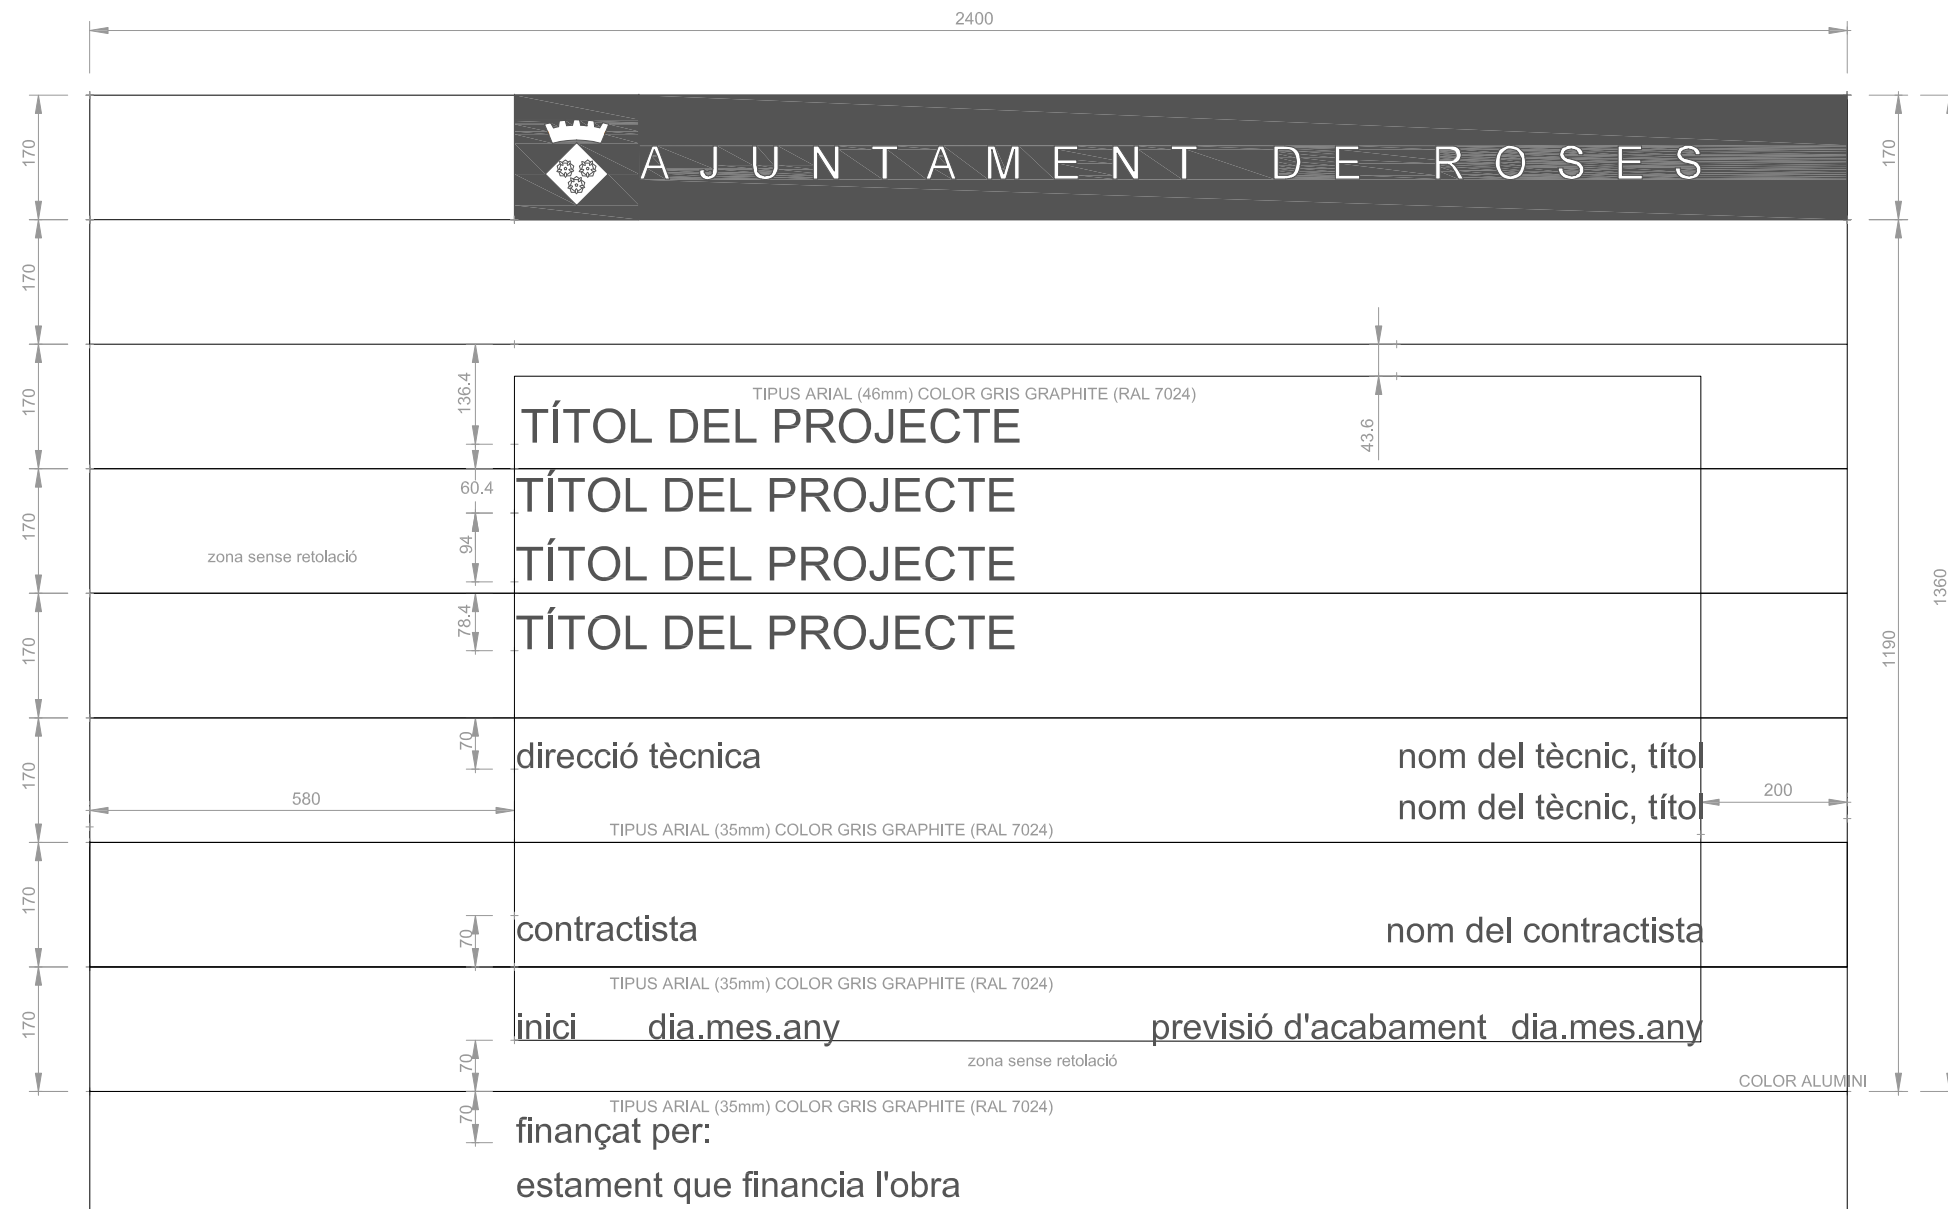 2400
170
AJUNTAMENT DE ROSES
170
170
136.4
TIPUS ARIAL (46mm) COLOR GRIS GRAPHITE (RAL 7024)
170
TÍTOL DEL PROJECTE
43.6
60.4
TÍTOL DEL PROJECTE
170
94
zona sense retolació
TÍTOL DEL PROJECTE
1360
78.4
TÍTOL DEL PROJECTE
170
1190
70
direcció tècnica
nom del tècnic, títol
170
580
nom del tècnic, títol
200
TIPUS ARIAL (35mm) COLOR GRIS GRAPHITE (RAL 7024)
170
70
contractista
nom del contractista
TIPUS ARIAL (35mm) COLOR GRIS GRAPHITE (RAL 7024)
170
inici dia.mes.any
previsió d'acabament dia.mes.any
70
zona sense retolació
COLOR ALUMINI
70
TIPUS ARIAL (35mm) COLOR GRIS GRAPHITE (RAL 7024)
finançat per:
estament que financia l'obra